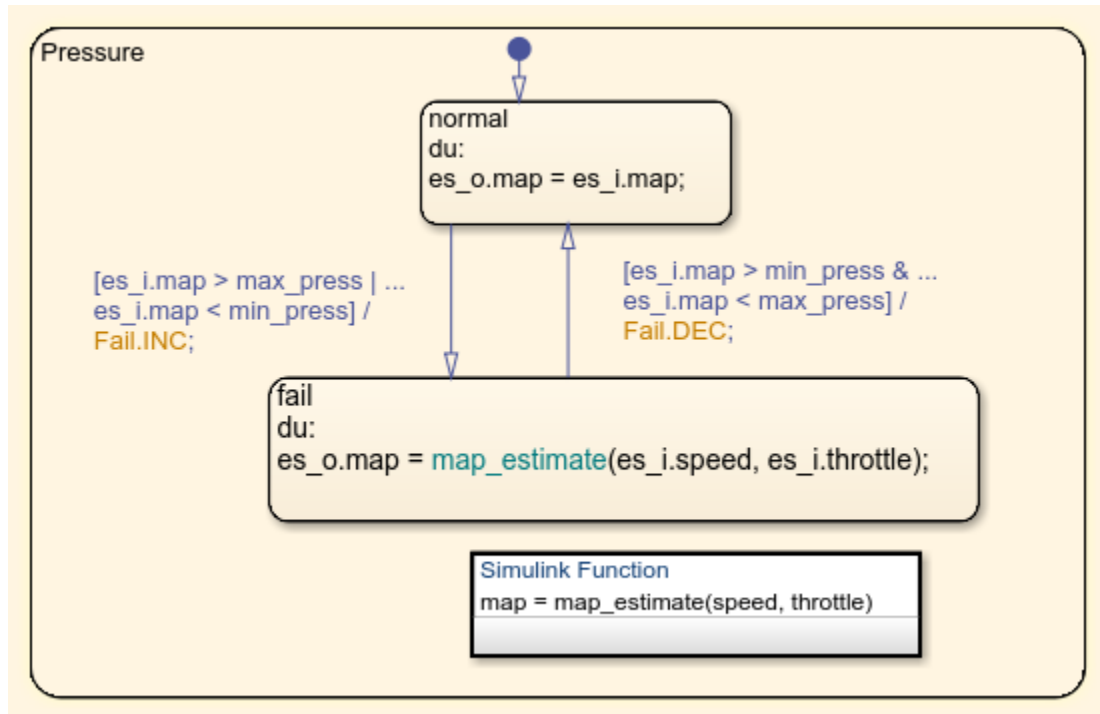 Pressure
normal
du:
es_o.map = es_i.map;
[es_i.map > max_press | ...
es_i.map < min_press] /
Fail.INC;
[es_i.map > min_press & ...
es_i.map < max_press] /
Fail.DEC;
fail
du:
es_o.map = map_estimate(es_i.speed, es_i.throttle);
Simulink Function
map = map_estimate(speed, throttle)